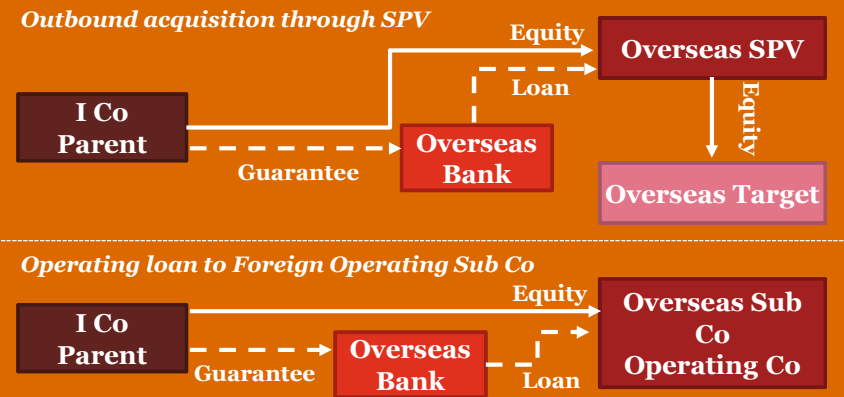 Outbound acquisition through SPV
Equity
Overseas SPV
Loan
Equity
I Co
Parent
Guarantee
Overseas
Bank
Overseas Target
Operating loan to Foreign Operating Sub Co
Equity
I Co
Parent
Guarantee
Overseas
Bank
Loan
Overseas Sub
Co
Operating Co